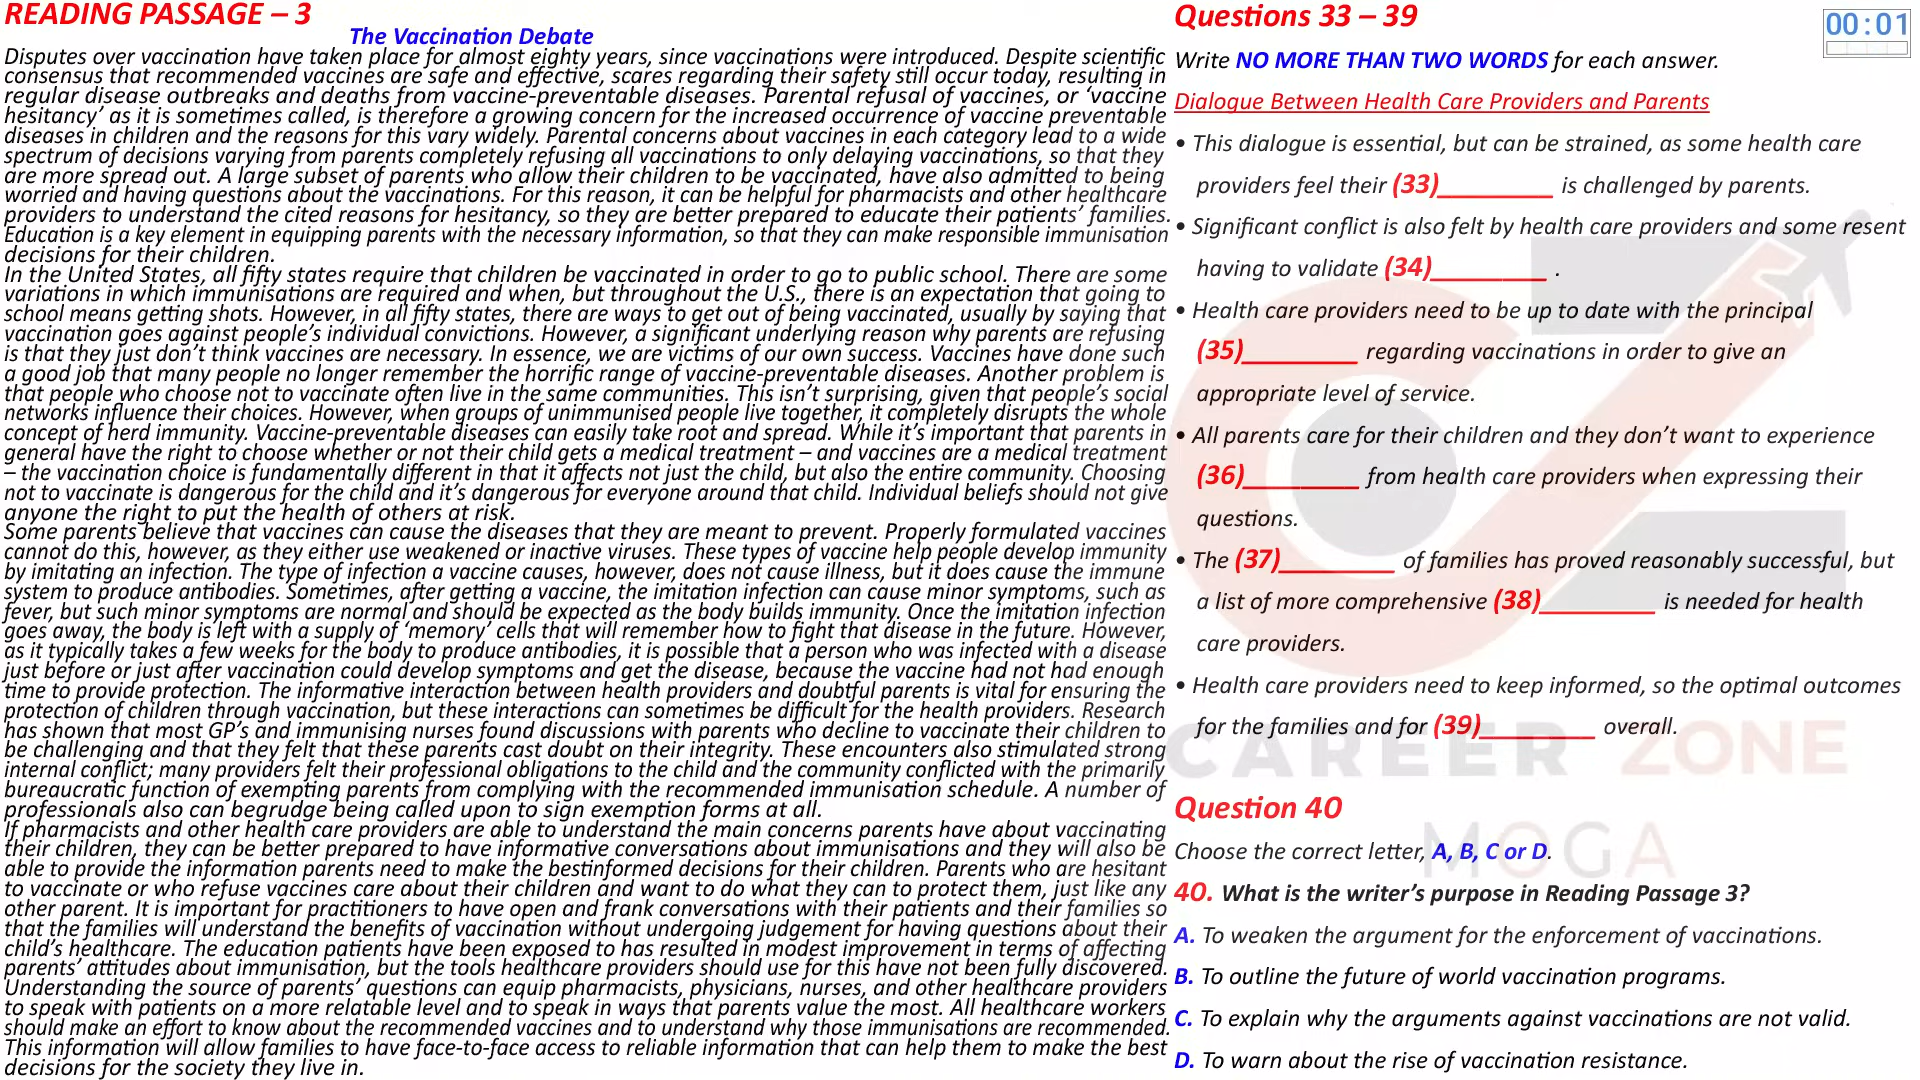 READING PASSAGE – 3
The Vaccination Debate
Disputes over vaccination have taken place for almost eighty years, since vaccinations were introduced. Despite scientific
consensus that recommended vaccines are safe and effective, scares regarding their safety still occur today, resulting in
regular disease outbreaks and deaths from vaccine-preventable diseases. Parental refusal of vaccines, or ‘vaccine
hesitancy’ as it is sometimes called, is therefore a growing concern for the increased occurrence of vaccine preventable
diseases in children and the reasons for this vary widely. Parental concerns about vaccines in each category lead to a wide
spectrum of decisions varying from parents completely refusing all vaccinations to only delaying vaccinations, so that they
are more spread out. A large subset of parents who allow their children to be vaccinated, have also admitted to being
worried and having questions about the vaccinations. For this reason, it can be helpful for pharmacists and other healthcare
providers to understand the cited reasons for hesitancy, so they are better prepared to educate their patients’ families.
Education is a key element in equipping parents with the necessary information, so that they can make responsible immunisation
decisions for their children.
In the United States, all fifty states require that children be vaccinated in order to go to public school. There are some
variations in which immunisations are required and when, but throughout the U.S., there is an expectation that going to
school means getting shots. However, in all fifty states, there are ways to get out of being vaccinated, usually by saying that
vaccination goes against people’s individual convictions. However, a significant underlying reason why parents are refusing
is that they just don’t think vaccines are necessary. In essence, we are victims of our own success. Vaccines have done such
a good job that many people no longer remember the horrific range of vaccine-preventable diseases. Another problem is
that people who choose not to vaccinate often live in the same communities. This isn’t surprising, given that people’s social
networks influence their choices. However, when groups of unimmunised people live together, it completely disrupts the whole
concept of herd immunity. Vaccine-preventable diseases can easily take root and spread. While it’s important that parents in
general have the right to choose whether or not their child gets a medical treatment – and vaccines are a medical treatment
– the vaccination choice is fundamentally different in that it affects not just the child, but also the entire community. Choosing
not to vaccinate is dangerous for the child and it’s dangerous for everyone around that child. Individual beliefs should not give
anyone the right to put the health of others at risk.
Some parents believe that vaccines can cause the diseases that they are meant to prevent. Properly formulated vaccines
cannot do this, however, as they either use weakened or inactive viruses. These types of vaccine help people develop immunity
by imitating an infection. The type of infection a vaccine causes, however, does not cause illness, but it does cause the immune
system to produce antibodies. Sometimes, after getting a vaccine, the imitation infection can cause minor symptoms, such as
fever, but such minor symptoms are normal and should be expected as the body builds immunity. Once the imitation infection
goes away, the body is left with a supply of ‘memory’ cells that will remember how to fight that disease in the future. However,
as it typically takes a few weeks for the body to produce antibodies, it is possible that a person who was infected with a disease
just before or just after vaccination could develop symptoms and get the disease, because the vaccine had not had enough
time to provide protection. The informative interaction between health providers and doubtful parents is vital for ensuring the
protection of children through vaccination, but these interactions can sometimes be difficult for the health providers. Research
has shown that most GP’s and immunising nurses found discussions with parents who decline to vaccinate their children to
be challenging and that they felt that these parents cast doubt on their integrity. These encounters also stimulated strong
internal conflict; many providers felt their professional obligations to the child and the community conflicted with the primarily
bureaucratic function of exempting parents from complying with the recommended immunisation schedule. A number of
professionals also can begrudge being called upon to sign exemption forms at all.
If pharmacists and other health care providers are able to understand the main concerns parents have about vaccinating
their children, they can be better prepared to have informative conversations about immunisations and they will also be
able to provide the information parents need to make the bestinformed decisions for their children. Parents who are hesitant
to vaccinate or who refuse vaccines care about their children and want to do what they can to protect them, just like any
other parent. It is important for practitioners to have open and frank conversations with their patients and their families so
that the families will understand the benefits of vaccination without undergoing judgement for having questions about their
child’s healthcare. The education patients have been exposed to has resulted in modest improvement in terms of affecting
parents’ attitudes about immunisation, but the tools healthcare providers should use for this have not been fully discovered.
Understanding the source of parents’ questions can equip pharmacists, physicians, nurses, and other healthcare providers
to speak with patients on a more relatable level and to speak in ways that parents value the most. All healthcare workers
should make an effort to know about the recommended vaccines and to understand why those immunisations are recommended.
This information will allow families to have face-to-face access to reliable information that can help them to make the best
decisions for the society they live in.
Questions 33 – 39
00:01
Write NO MORE THAN TWO WORDS for each answer.
Dialogue Between Health Care Providers and Parents
• This dialogue is essential, but can be strained, as some health care
providers feel their (33)________ is challenged by parents.
• Significant conflict is also felt by health care providers and some resent
having to validate (34)________ .
• Health care providers need to be up to date with the principal
(35)________ regarding vaccinations in order to give an
appropriate level of service.
• All parents care for their children and they don’t want to experience
(36)________ from health care providers when expressing their
questions.
• The (37)________ of families has proved reasonably successful, but
a list of more comprehensive (38)________ is needed for health
care providers.
• Health care providers need to keep informed, so the optimal outcomes
for the families and for (39)________ overall.
CAREER ZONE
MOGA
Question 40
Choose the correct letter, A, B, C or D.
40. What is the writer’s purpose in Reading Passage 3?
A. To weaken the argument for the enforcement of vaccinations.
B. To outline the future of world vaccination programs.
C. To explain why the arguments against vaccinations are not valid.
D. To warn about the rise of vaccination resistance.